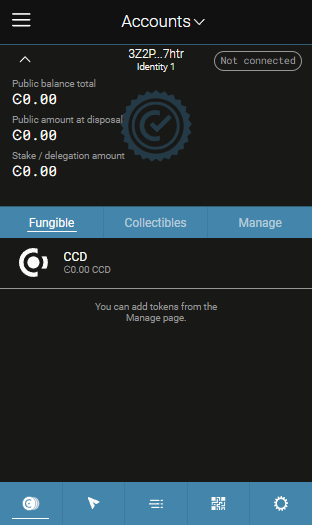 Accounts
3Z2P...7htr
Identity 1
Not connected
Public balance total
Ͼ0.00
Public amount at disposal
Ͼ0.00
Stake / delegation amount
Ͼ0.00
Fungible
Collectibles
Manage
CCD
Ͼ0.00 CCD
You can add tokens from the
Manage page.